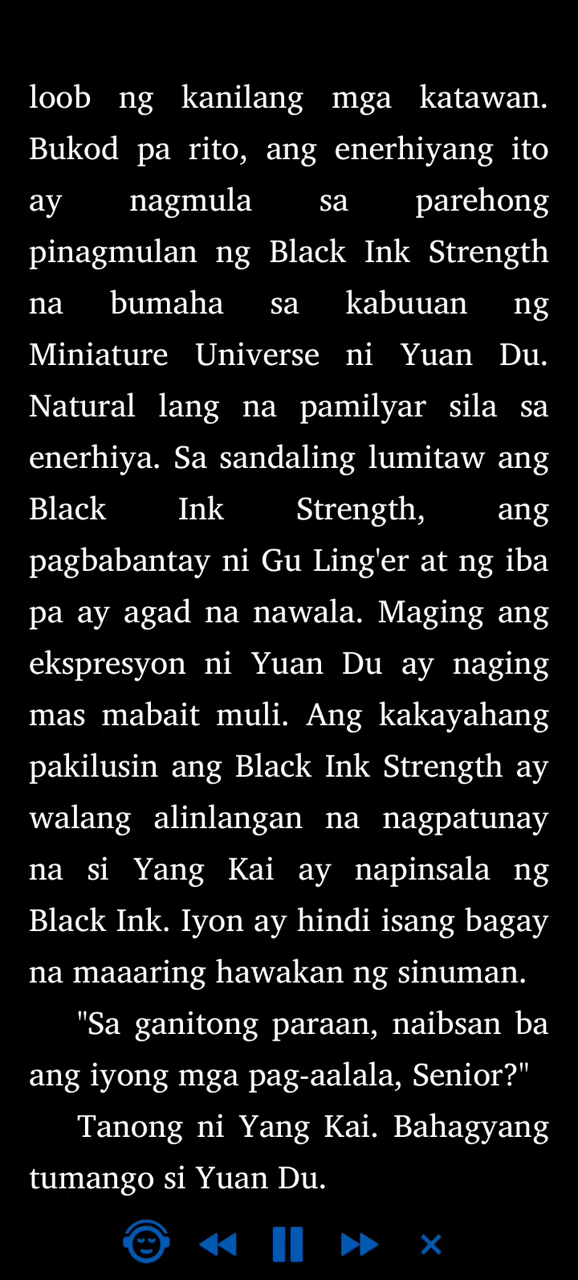 loob ng kanilang mga katawan.
Bukod pa rito, ang enerhiyang ito
ay nagmula sa parehong
pinagmulan ng Black Ink Strength
na bumaha sa kabuuan ng
Miniature Universe ni Yuan Du.
Natural lang na pamilyar sila sa
enerhiya. Sa sandaling lumitaw ang
Black Ink Strength, ang
pagbabantay ni Gu Ling'er at ng iba
pa ay agad na nawala. Maging ang
ekspresyon ni Yuan Du ay naging
mas mabait muli. Ang kakayahang
pakilusin ang Black Ink Strength ay
walang alinlangan na nagpatunay
na si Yang Kai ay napinsala ng
Black Ink. Iyon ay hindi isang bagay
na maaaring hawakan ng sinuman.
"Sa ganitong paraan, naibsan ba
ang iyong mga pag-aalala, Senior?"
Tanong ni Yang Kai. Bahagyang
tumango si Yuan Du.